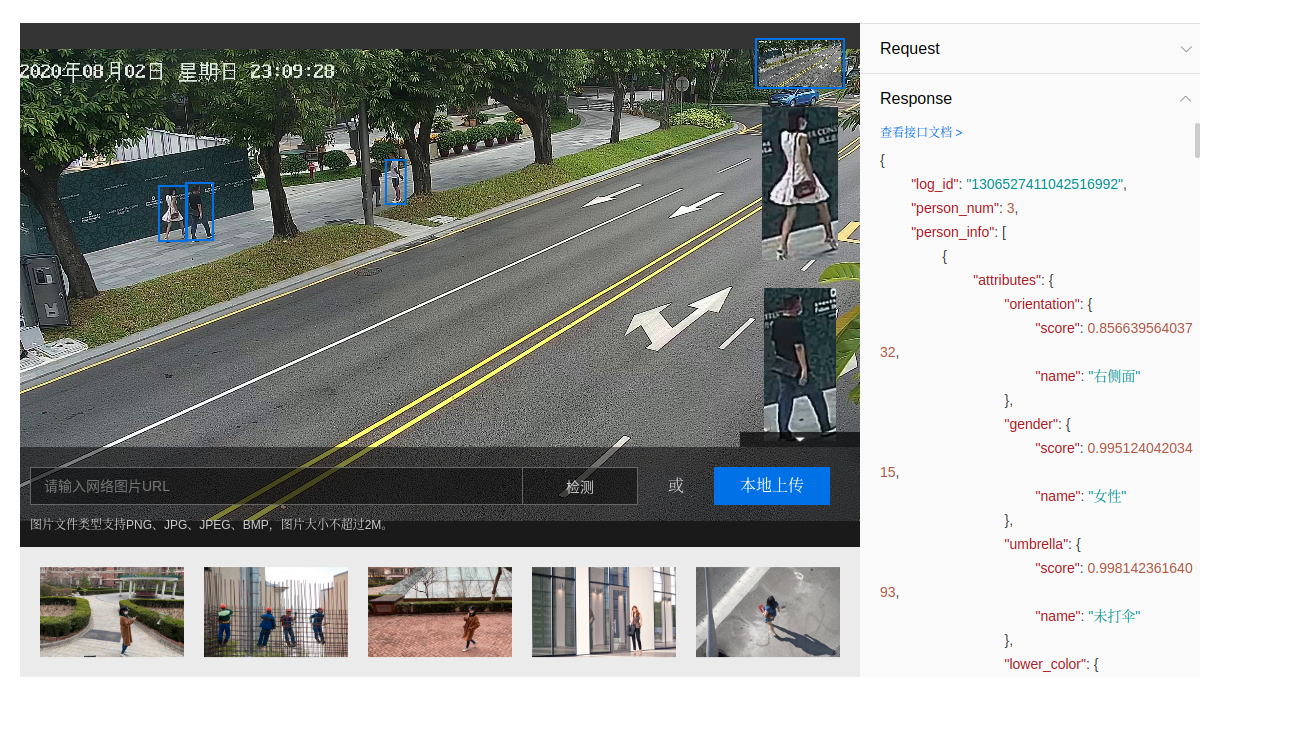 2020年08月02日 星期日 23:09:28
请输入网络图片URL
检测
或
本地上传
图片文件类型支持PNG、JPG、JPEG、BMP，图片大小不超过2M。
Request
Response
查看接口文档 >
{
"log_id": "1306527411042516992",
"person_num": 3,
"person_info": [
{
"attributes": {
"orientation": {
"score": 0.856639564037
32,
"name": "右侧面"
},
"gender": {
"score": 0.995124042034
15,
"name": "女性"
},
"umbrella": {
"score": 0.998142361640
93,
"name": "未打伞"
},
"lower_color": {